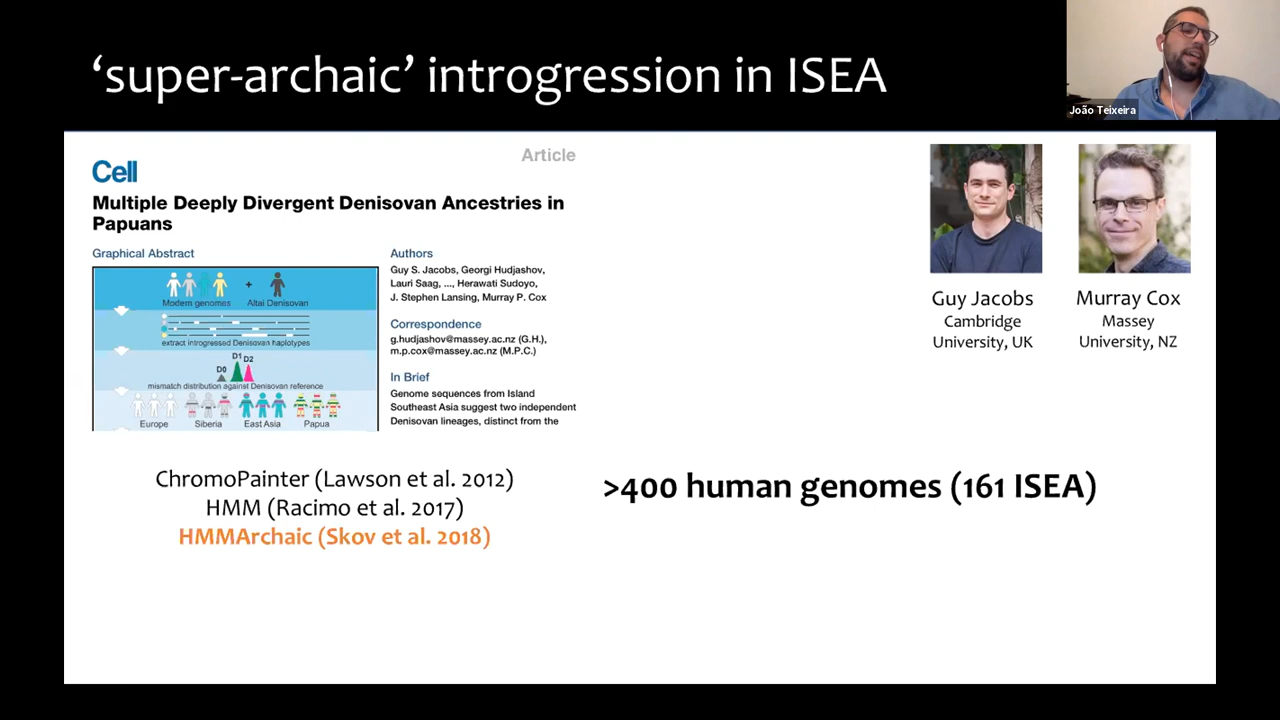 ‘super-archaic’ introgression in ISEA
João Teixeira
Article
Cell
Multiple Deeply Divergent Denisovan Ancestries in
Papuans
Graphical Abstract
Modern genomes + Altai Denisovan
extract introgressed Denisovan haplotypes
D0 D1 D2
mismatch distribution against Denisovan reference
Europe Siberia East Asia Papua
Authors
Guy S. Jacobs, Georgi Hudjashov,
Lauri Saag, ..., Herawati Sudoyo,
J. Stephen Lansing, Murray P. Cox
Correspondence
g.hudjashov@massey.ac.nz (G.H.),
m.p.cox@massey.ac.nz (M.P.C.)
In Brief
Genome sequences from Island
Southeast Asia suggest two independent
Denisovan lineages, distinct from the
Guy Jacobs
Cambridge
University, UK
Murray Cox
Massey
University, NZ
ChromoPainter (Lawson et al. 2012)
HMM (Racimo et al. 2017)
HMMArchaic (Skov et al. 2018)
>400 human genomes (161 ISEA)